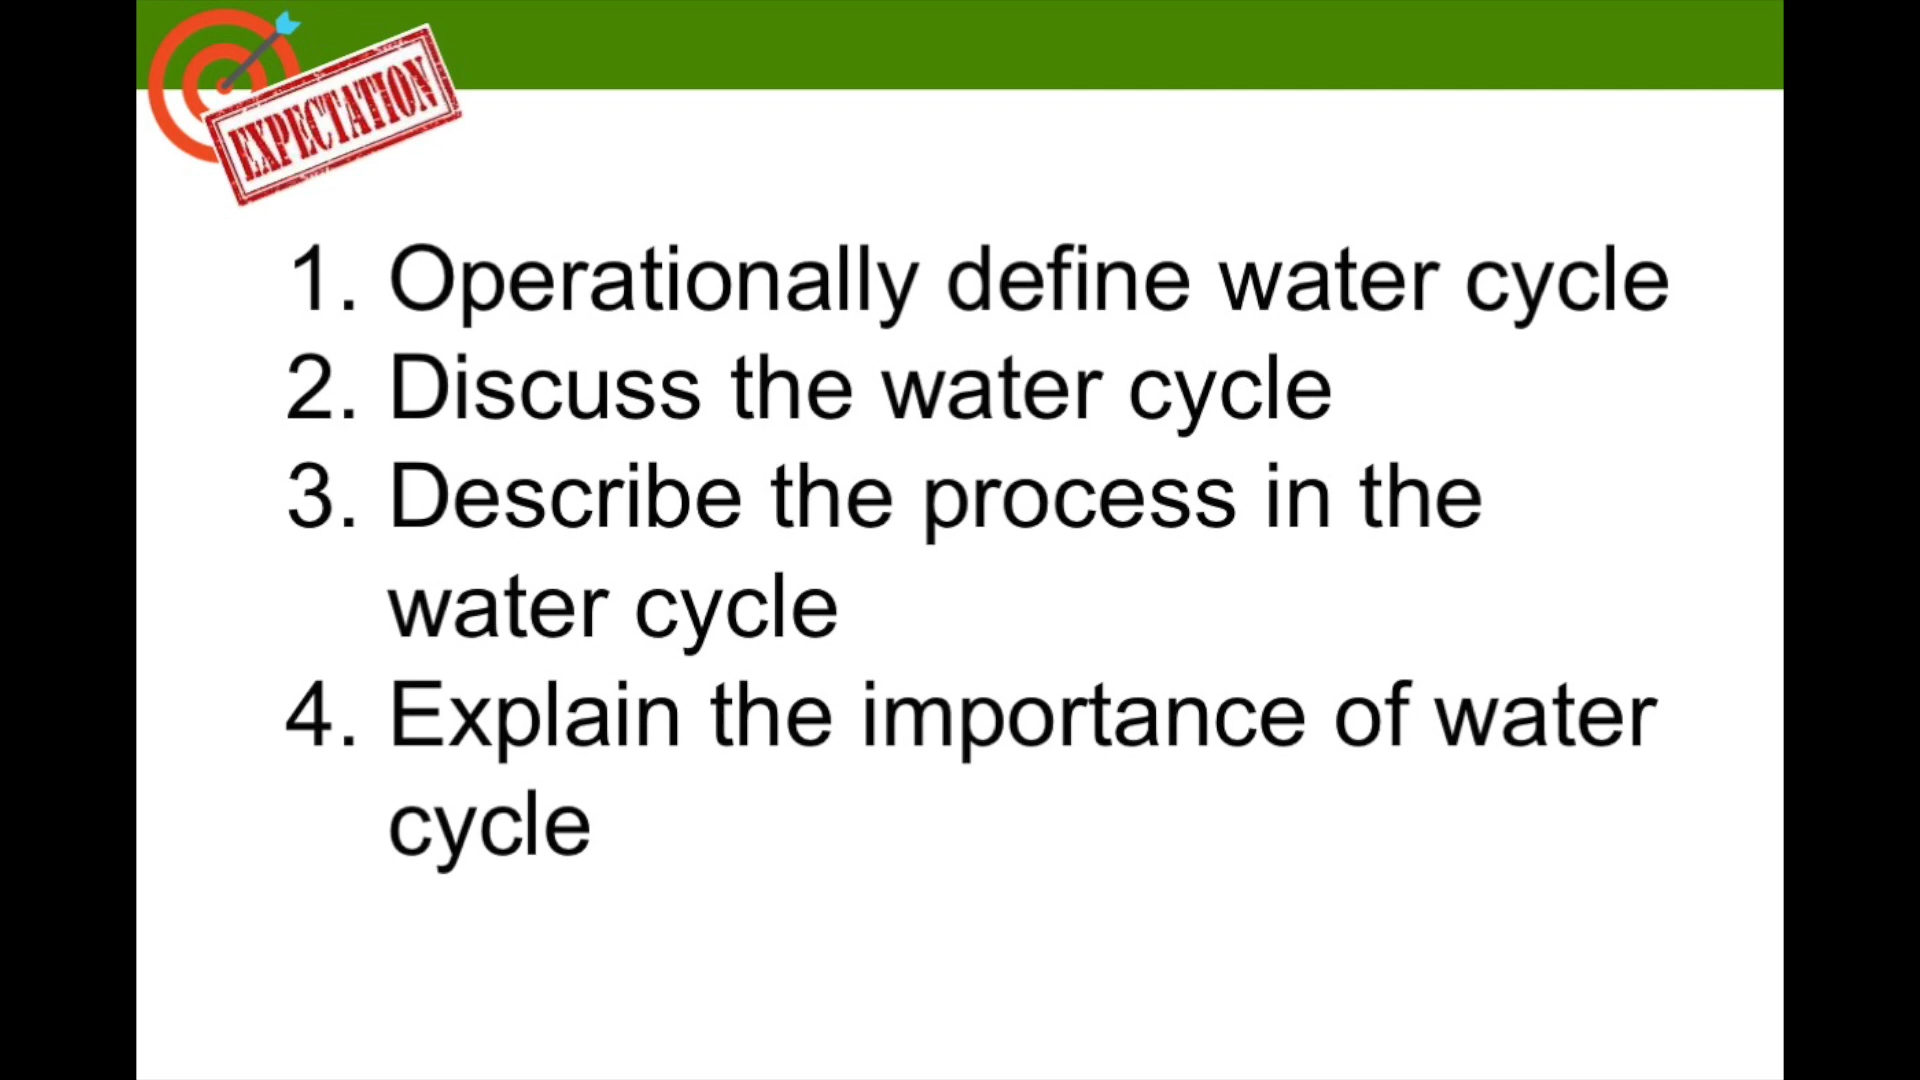 EXPECTATION
1. Operationally define water cycle
2. Discuss the water cycle
3. Describe the process in the
water cycle
4. Explain the importance of water
cycle